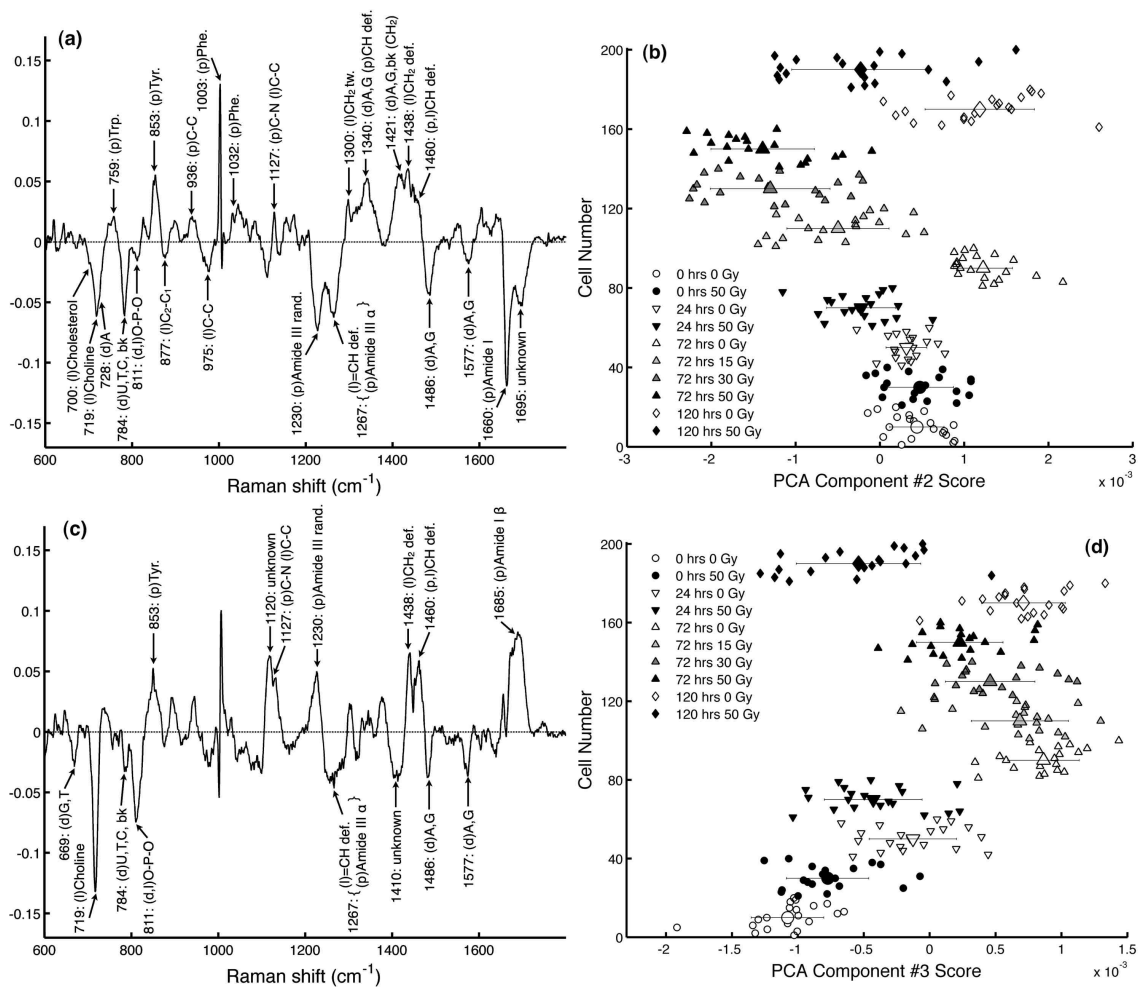 (a)
0.15
0.1
0.05
0
-0.05
-0.1
-0.15
700: (l)Cholesterol
719: (l)Choline
728: (d)A
759: (p)Trp.
784: (d)U,T,C, bk
811: (d,l)O-P-O
853: (p)Tyr.
877: (l)C2-C1
936: (p)C-C
975: (l)C-C
1003: (p)Phe.
1032: (p)Phe.
1127: (p)C-N (l)C-C
1230: (p)Amide III rand.
1267: { (l)=CH def.
(p)Amide III α }
1300: (l)CH2 tw.
1340: (d)A,G (p)CH def.
1421: (d)A,G,bk (CH2)
1438: (l)CH2 def.
1460: (p,l)CH def.
1486: (d)A,G
1577: (d)A,G
1660: (p)Amide I
1695: unknown
600
800
1000
1200
1400
1600
Raman shift (cm-1)
(b)
Cell Number
200
160
120
80
40
0
0 hrs 0 Gy
0 hrs 50 Gy
24 hrs 0 Gy
24 hrs 50 Gy
72 hrs 0 Gy
72 hrs 15 Gy
72 hrs 30 Gy
72 hrs 50 Gy
120 hrs 0 Gy
120 hrs 50 Gy
-3
-2
-1
0
1
2
3
PCA Component #2 Score
x 10-3
(c)
0.15
0.1
0.05
0
-0.05
-0.1
-0.15
669: (d)G,T
719: (l)Choline
784: (d)U,T,C, bk
811: (d,l)O-P-O
853: (p)Tyr.
1120: unknown
1127: (p)C-N (l)C-C
1230: (p)Amide III rand.
1267: { (l)=CH def.
(p)Amide III α }
1410: unknown
1438: (l)CH2 def.
1460: (p,l)CH def.
1486: (d)A,G
1577: (d)A,G
1685: (p)Amide I β
600
800
1000
1200
1400
1600
Raman shift (cm-1)
(d)
Cell Number
200
160
120
80
40
0
0 hrs 0 Gy
0 hrs 50 Gy
24 hrs 0 Gy
24 hrs 50 Gy
72 hrs 0 Gy
72 hrs 15 Gy
72 hrs 30 Gy
72 hrs 50 Gy
120 hrs 0 Gy
120 hrs 50 Gy
-2
-1.5
-1
-0.5
0
0.5
1
1.5
PCA Component #3 Score
x 10-3